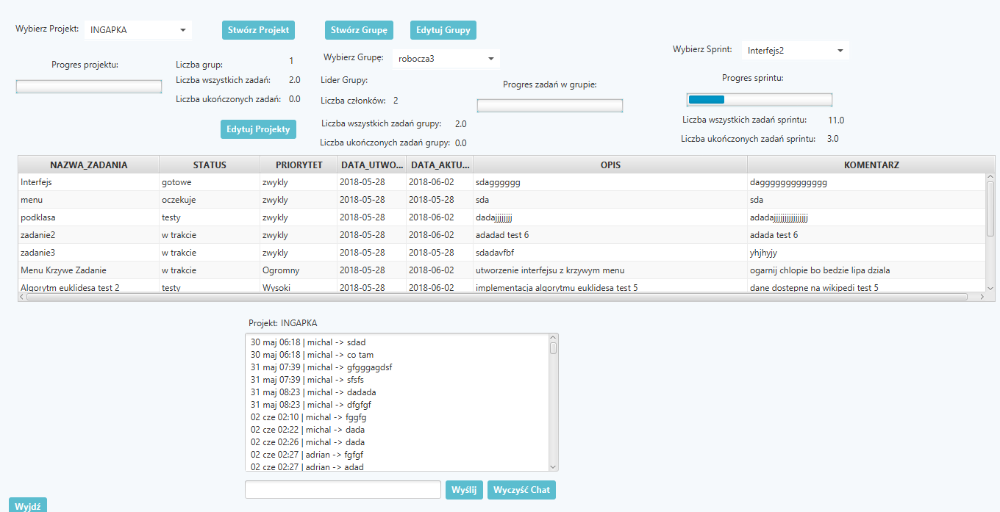 Wybierz Projekt: INGAPKA Stwórz Projekt Stwórz Grupę Edytuj Grupy
Wybierz Grupę: robocza3 Wybierz Sprint: Interfejs2
Progres projektu: Liczba grup: 1
Liczba wszystkich zadań: 2.0 Lider Grupy: Progres zadań w grupie: Progres sprintu:
Liczba ukończonych zadań: 0.0 Liczba członków: 2
Edytuj Projekty Liczba wszystkich zadań grupy: 2.0 Liczba wszystkich zadań sprintu: 11.0
Liczba ukończonych zadań grupy: 0.0 Liczba ukończonych zadań sprintu: 3.0
NAZWA_ZADANIA STATUS PRIORYTET DATA_UTWO... DATA_AKTU... OPIS KOMENTARZ
Interfejs gotowe zwykly 2018-05-28 2018-06-02 sdagggggg dagggggggggggggg
menu oczekuje zwykly 2018-05-28 2018-05-28 sda sda
podklasa testy zwykly 2018-05-28 2018-06-02 dadajjjjjjjj adadajjjjjjjjjjjjjjjj
zadanie2 w trakcie zwykly 2018-05-28 2018-06-02 adadad test 6 adada test 6
zadanie3 w trakcie zwykly 2018-05-28 2018-05-28 sdadavfbf yhjhyjy
Menu Krzywe Zadanie w trakcie Ogromny 2018-05-28 2018-06-02 utworzenie interfejsu z krzywym menu ogarnij chlopie bo bedzie lipa dziala
Algorytm euklidesa test 2 testy Wysoki 2018-05-28 2018-06-02 implementacja algorytmu euklidesa test 5 dane dostepne na wikipedi test 5
Projekt: INGAPKA
30 maj 06:18 | michal -> sdad
30 maj 06:18 | michal -> co tam
31 maj 07:39 | michal -> gfgggagdsf
31 maj 07:39 | michal -> sfsfs
31 maj 08:23 | michal -> dadada
31 maj 08:23 | michal -> dfgfgf
02 cze 02:10 | michal -> fggfg
02 cze 02:22 | michal -> dada
02 cze 02:26 | michal -> dada
02 cze 02:27 | adrian -> fgfgf
02 cze 02:27 | adrian -> adad
Wyślij Wyczyść Chat
Wyjdź